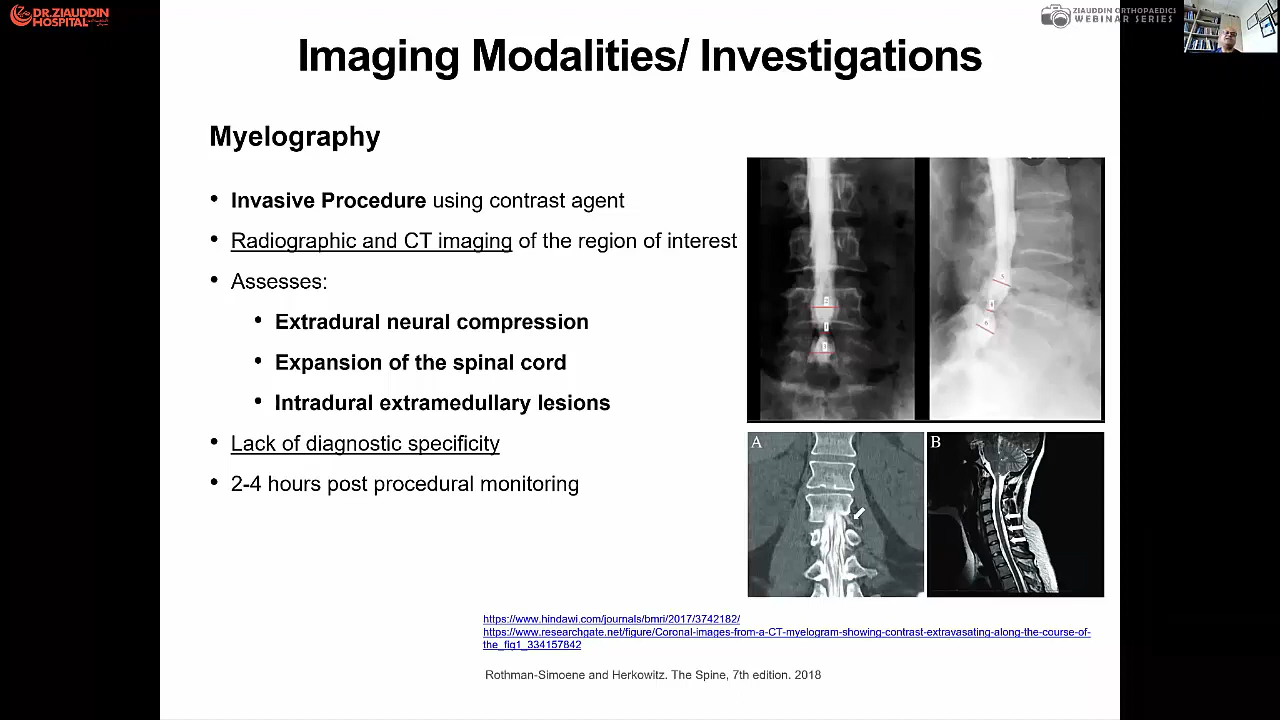 DR.ZIAUDDIN
HOSPITAL
ZIAUDDIN ORTHOPAEDICS
WEBINAR SERIES
Imaging Modalities/ Investigations
Myelography
• Invasive Procedure using contrast agent
• Radiographic and CT imaging of the region of interest
• Assesses:
• Extradural neural compression
• Expansion of the spinal cord
• Intradural extramedullary lesions
• Lack of diagnostic specificity
• 2-4 hours post procedural monitoring
A
B
https://www.hindawi.com/journals/bmri/2017/3742182/
https://www.researchgate.net/figure/Coronal-images-from-a-CT-myelogram-showing-contrast-extravasating-along-the-course-of-
the_fig1_334157842
Rothman-Simoene and Herkowitz. The Spine, 7th edition. 2018